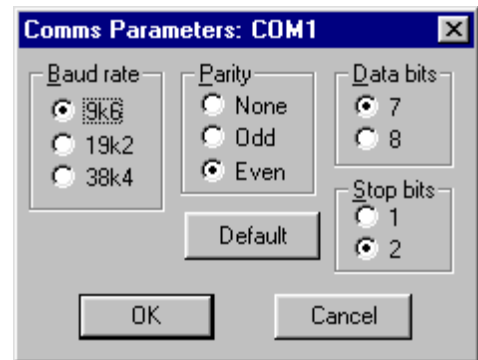 Comms Parameters: COM1
Baud rate
9k6
19k2
38k4
Parity
None
Odd
Even
Data bits
7
8
Stop bits
1
2
Default
OK
Cancel